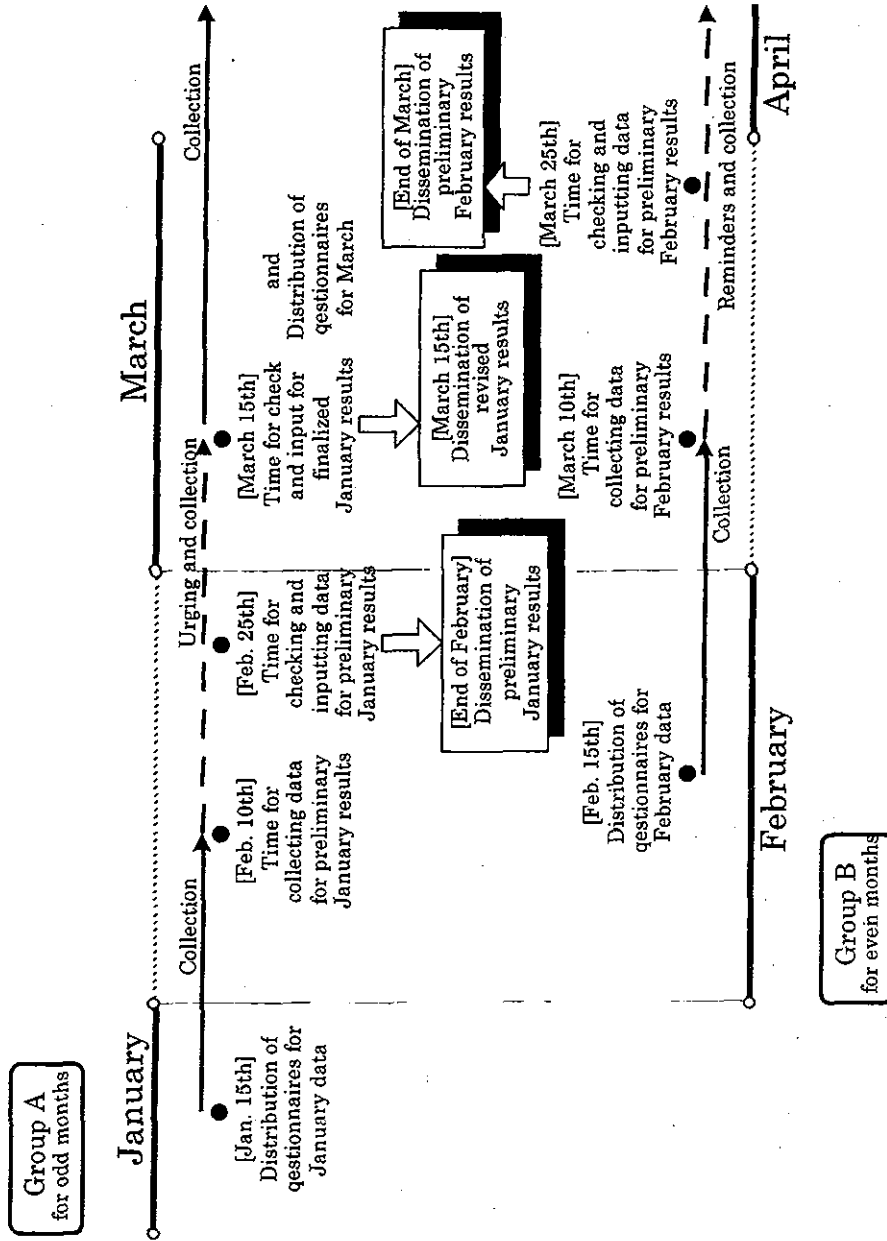 Group A
for odd months
January
March
Collection
Urging and collection
Collection
[Jan. 15th]
Distribution of
qestionnaires for
January data
[Feb. 10th]
Time for
collecting data
for preliminary
January results
[Feb. 25th]
Time for
checking and
inputting data
for preliminary
January results
[March 15th]
Time for check
and input for
finalized
January results
and
Distribution of
qestionnaires
for March
[End of February]
Dissemination of
preliminary
January results
[March 15th]
Dissemination of
revised
January results
[End of March]
Dissemination of
preliminary
February results
[Feb. 15th]
Distribution of
qestionnaires for
February data
[March 10th]
Time for
collecting data
for preliminary
February results
[March 25th]
Time for
checking and
inputting data
for preliminary
February results
Collection
Reminders and collection
February
April
Group B
for even months